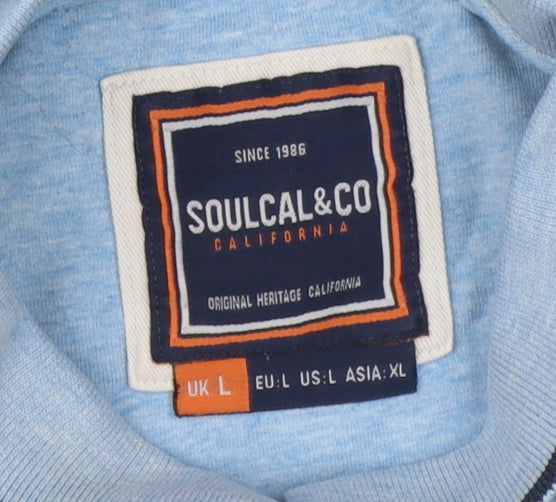 SINCE 1986
SOULCAL&CO
CALIFORNIA
ORIGINAL HERITAGE CALIFORNIA
UK L EU:L US:L ASIA:XL